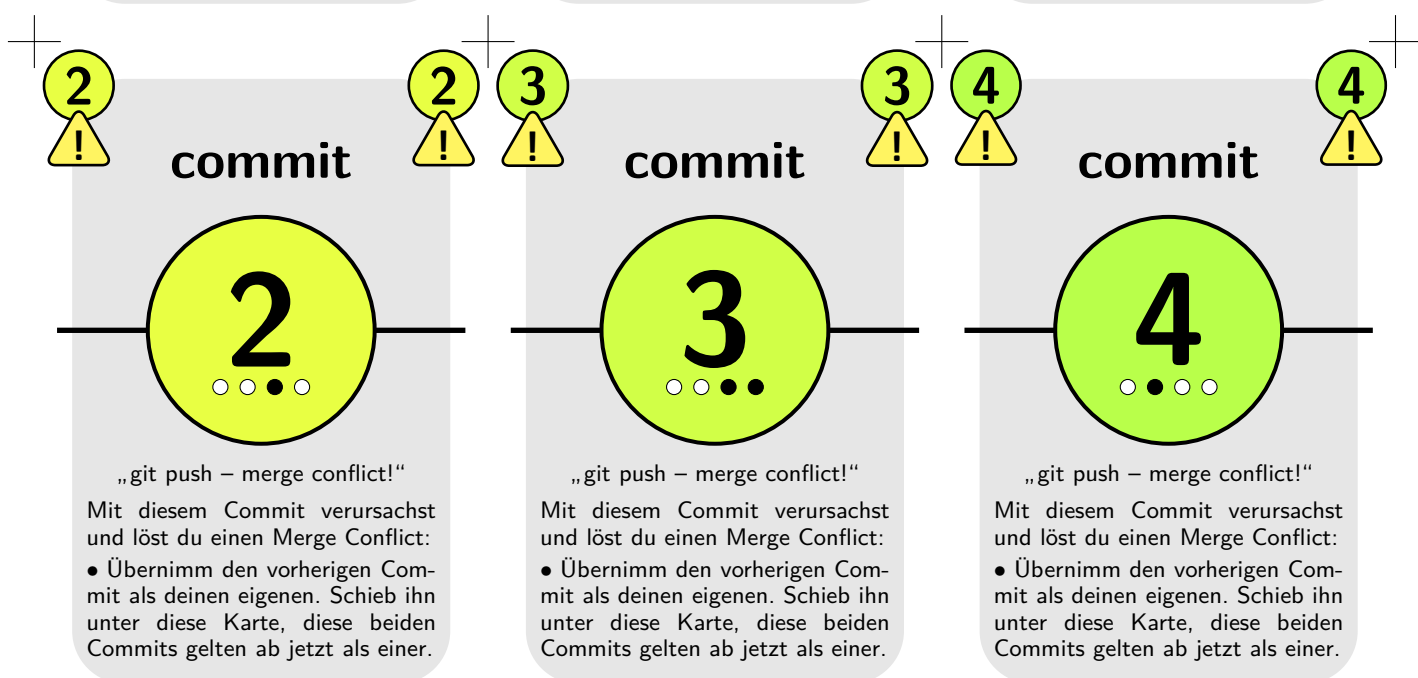 2 2 3 3 4 4
! ! ! ! ! !
commit commit commit
2 3 4
„git push – merge conflict!“
Mit diesem Commit verursachst
und löst du einen Merge Conflict:
• Übernimm den vorherigen Com-
mit als deinen eigenen. Schieb ihn
unter diese Karte, diese beiden
Commits gelten ab jetzt als einer.
„git push – merge conflict!“
Mit diesem Commit verursachst
und löst du einen Merge Conflict:
• Übernimm den vorherigen Com-
mit als deinen eigenen. Schieb ihn
unter diese Karte, diese beiden
Commits gelten ab jetzt als einer.
„git push – merge conflict!“
Mit diesem Commit verursachst
und löst du einen Merge Conflict:
• Übernimm den vorherigen Com-
mit als deinen eigenen. Schieb ihn
unter diese Karte, diese beiden
Commits gelten ab jetzt als einer.